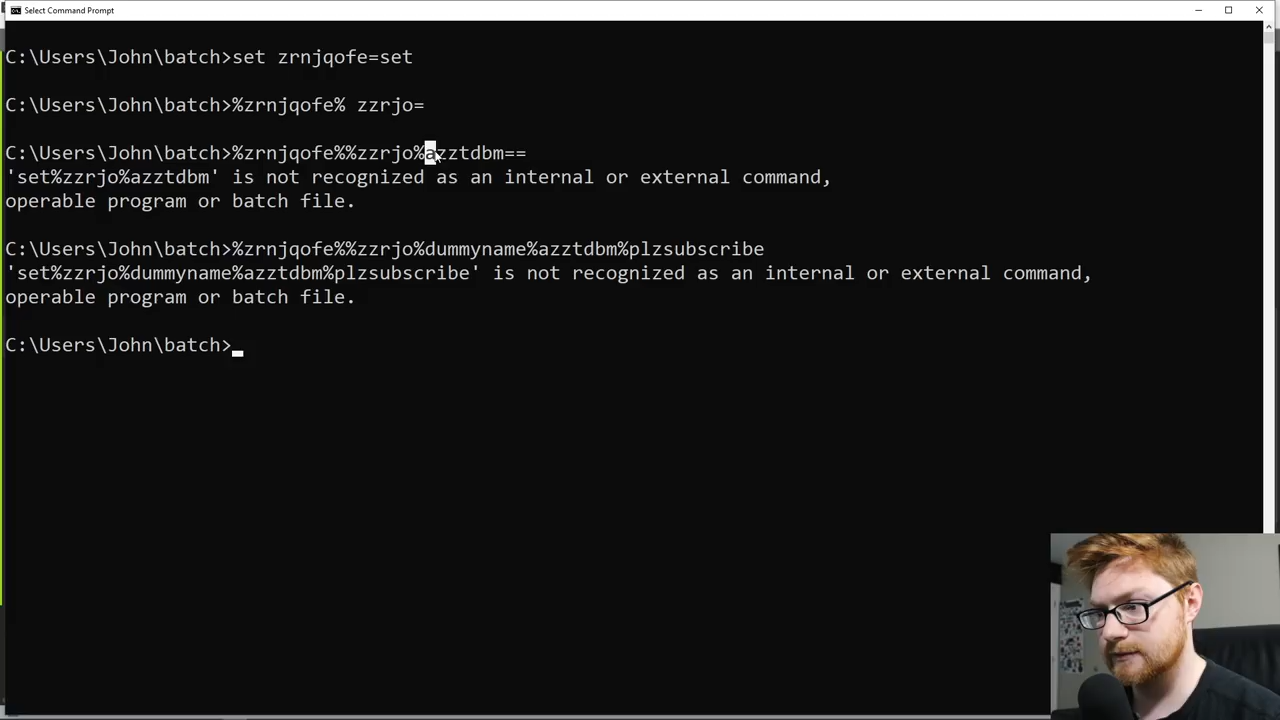 Select Command Prompt
C:\Users\John\batch>set zrnjqofe=set
C:\Users\John\batch>%zrnjqofe% zzrjo=
C:\Users\John\batch>%zrnjqofe%%zzrjo%azztdbm==
'set%zzrjo%azztdbm' is not recognized as an internal or external command,
operable program or batch file.
C:\Users\John\batch>%zrnjqofe%%zzrjo%dummyname%azztdbm%plzsubscribe
'set%zzrjo%dummyname%azztdbm%plzsubscribe' is not recognized as an internal or external command,
operable program or batch file.
C:\Users\John\batch>